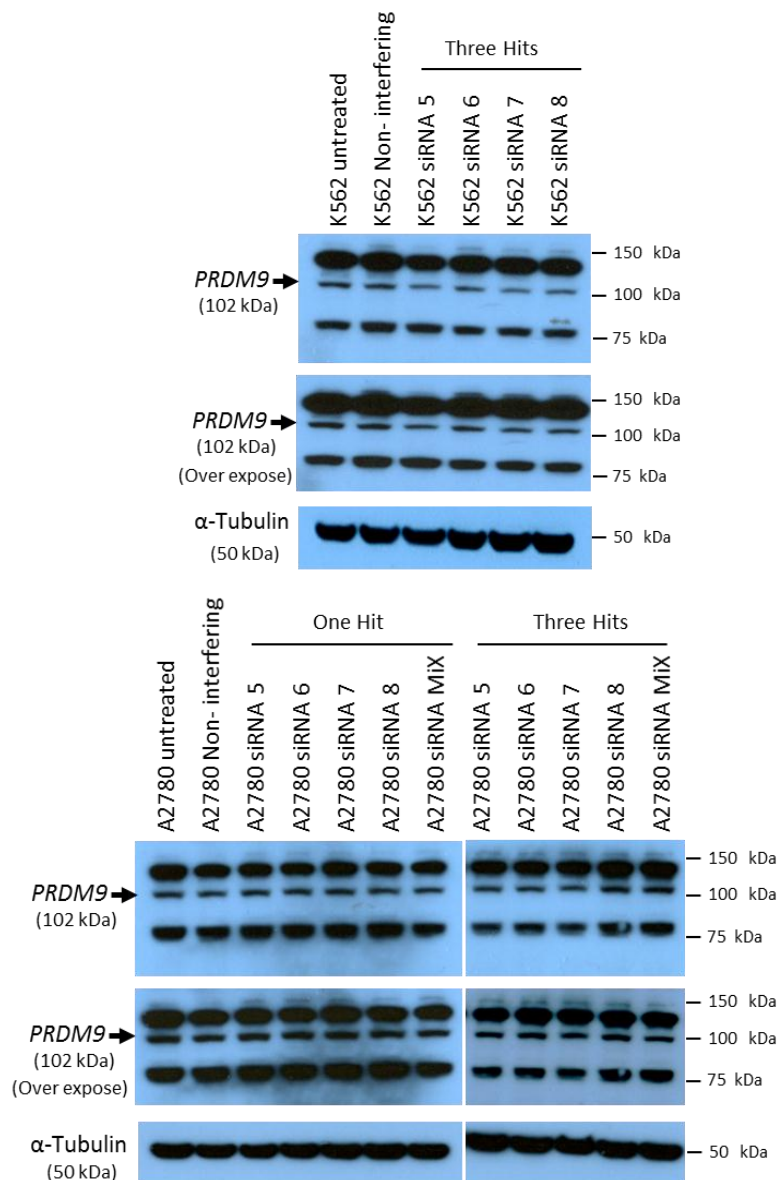 Three Hits
K562 untreated
K562 Non- interfering
K562 siRNA 5
K562 siRNA 6
K562 siRNA 7
K562 siRNA 8
PRDM9
(102 kDa)
150 kDa
100 kDa
75 kDa
PRDM9
(102 kDa)
(Over expose)
150 kDa
100 kDa
75 kDa
α-Tubulin
(50 kDa)
50 kDa
One Hit
Three Hits
A2780 untreated
A2780 Non- interfering
A2780 siRNA 5
A2780 siRNA 6
A2780 siRNA 7
A2780 siRNA 8
A2780 siRNA MiX
A2780 siRNA 5
A2780 siRNA 6
A2780 siRNA 7
A2780 siRNA 8
A2780 siRNA MiX
PRDM9
(102 kDa)
150 kDa
100 kDa
75 kDa
PRDM9
(102 kDa)
(Over expose)
150 kDa
100 kDa
75 kDa
α-Tubulin
(50 kDa)
50 kDa